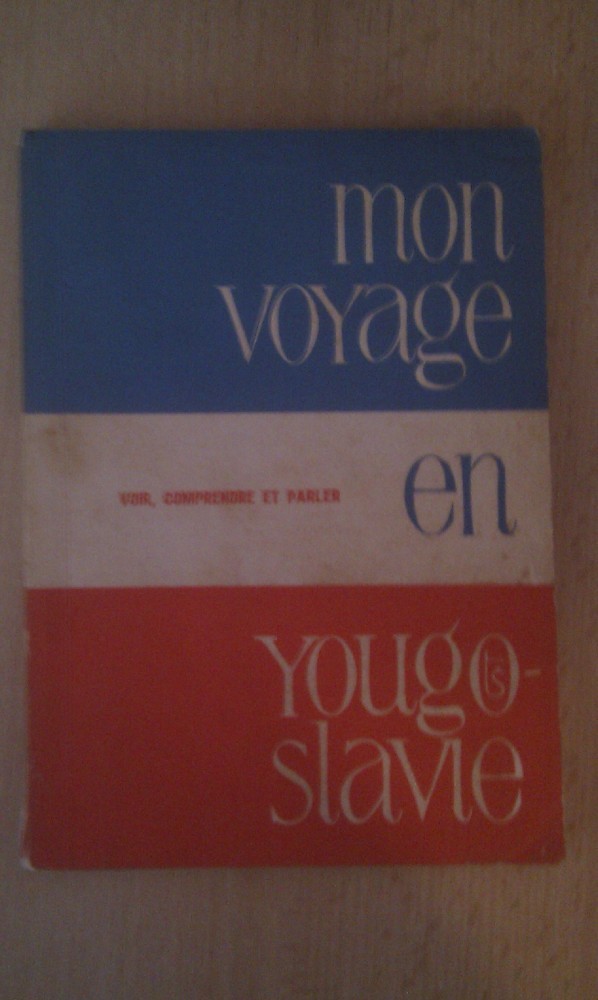 mon
voyage
VOIR, COMPRENDRE ET PARLER
en
Yougo-
slavie